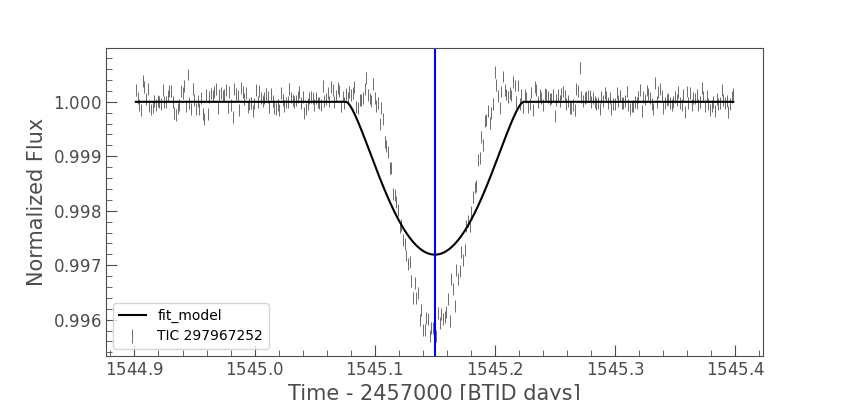 1.000
0.999
0.998
0.997
0.996
Normalized Flux
fit_model
TIC 297967252
1544.9 1545.0 1545.1 1545.2 1545.3 1545.4
Time - 2457000 [BTJD days]